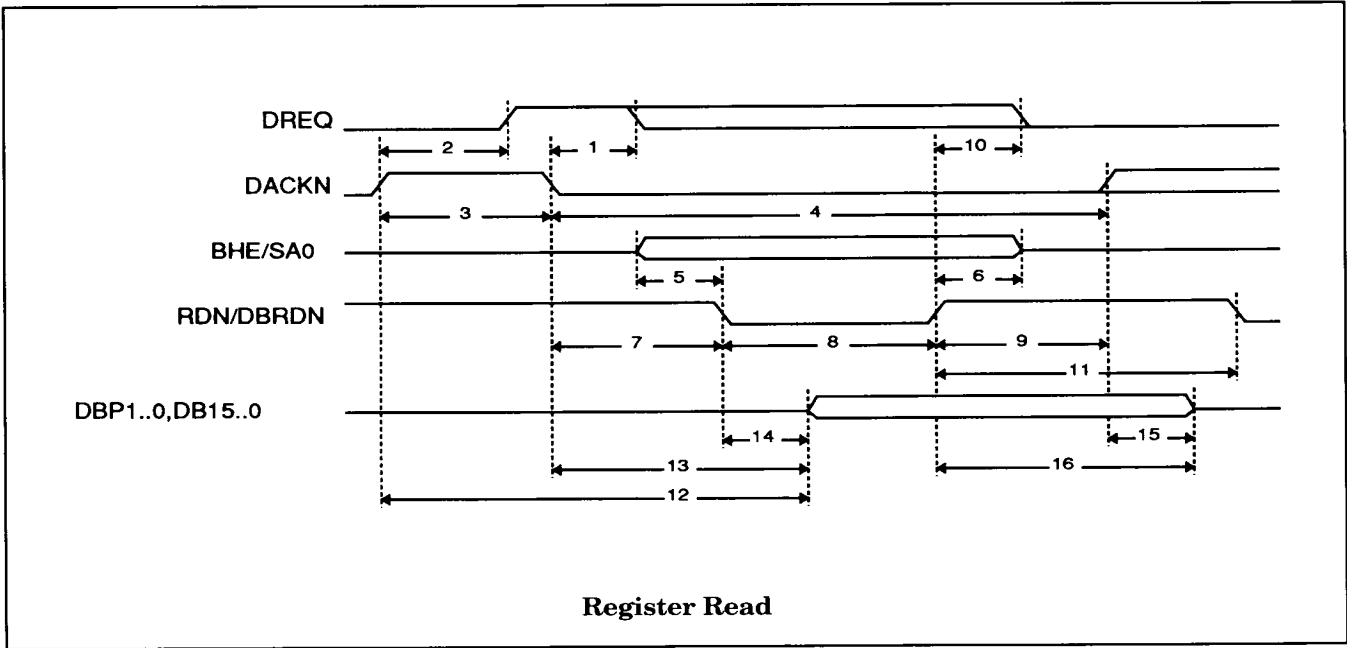 DREQ
2
1
10
DACKN
3
4
BHE/SA0
5
6
RDN/DBRDN
7
8
9
11
DBP1..0,DB15..0
14
15
13
16
12
Register Read